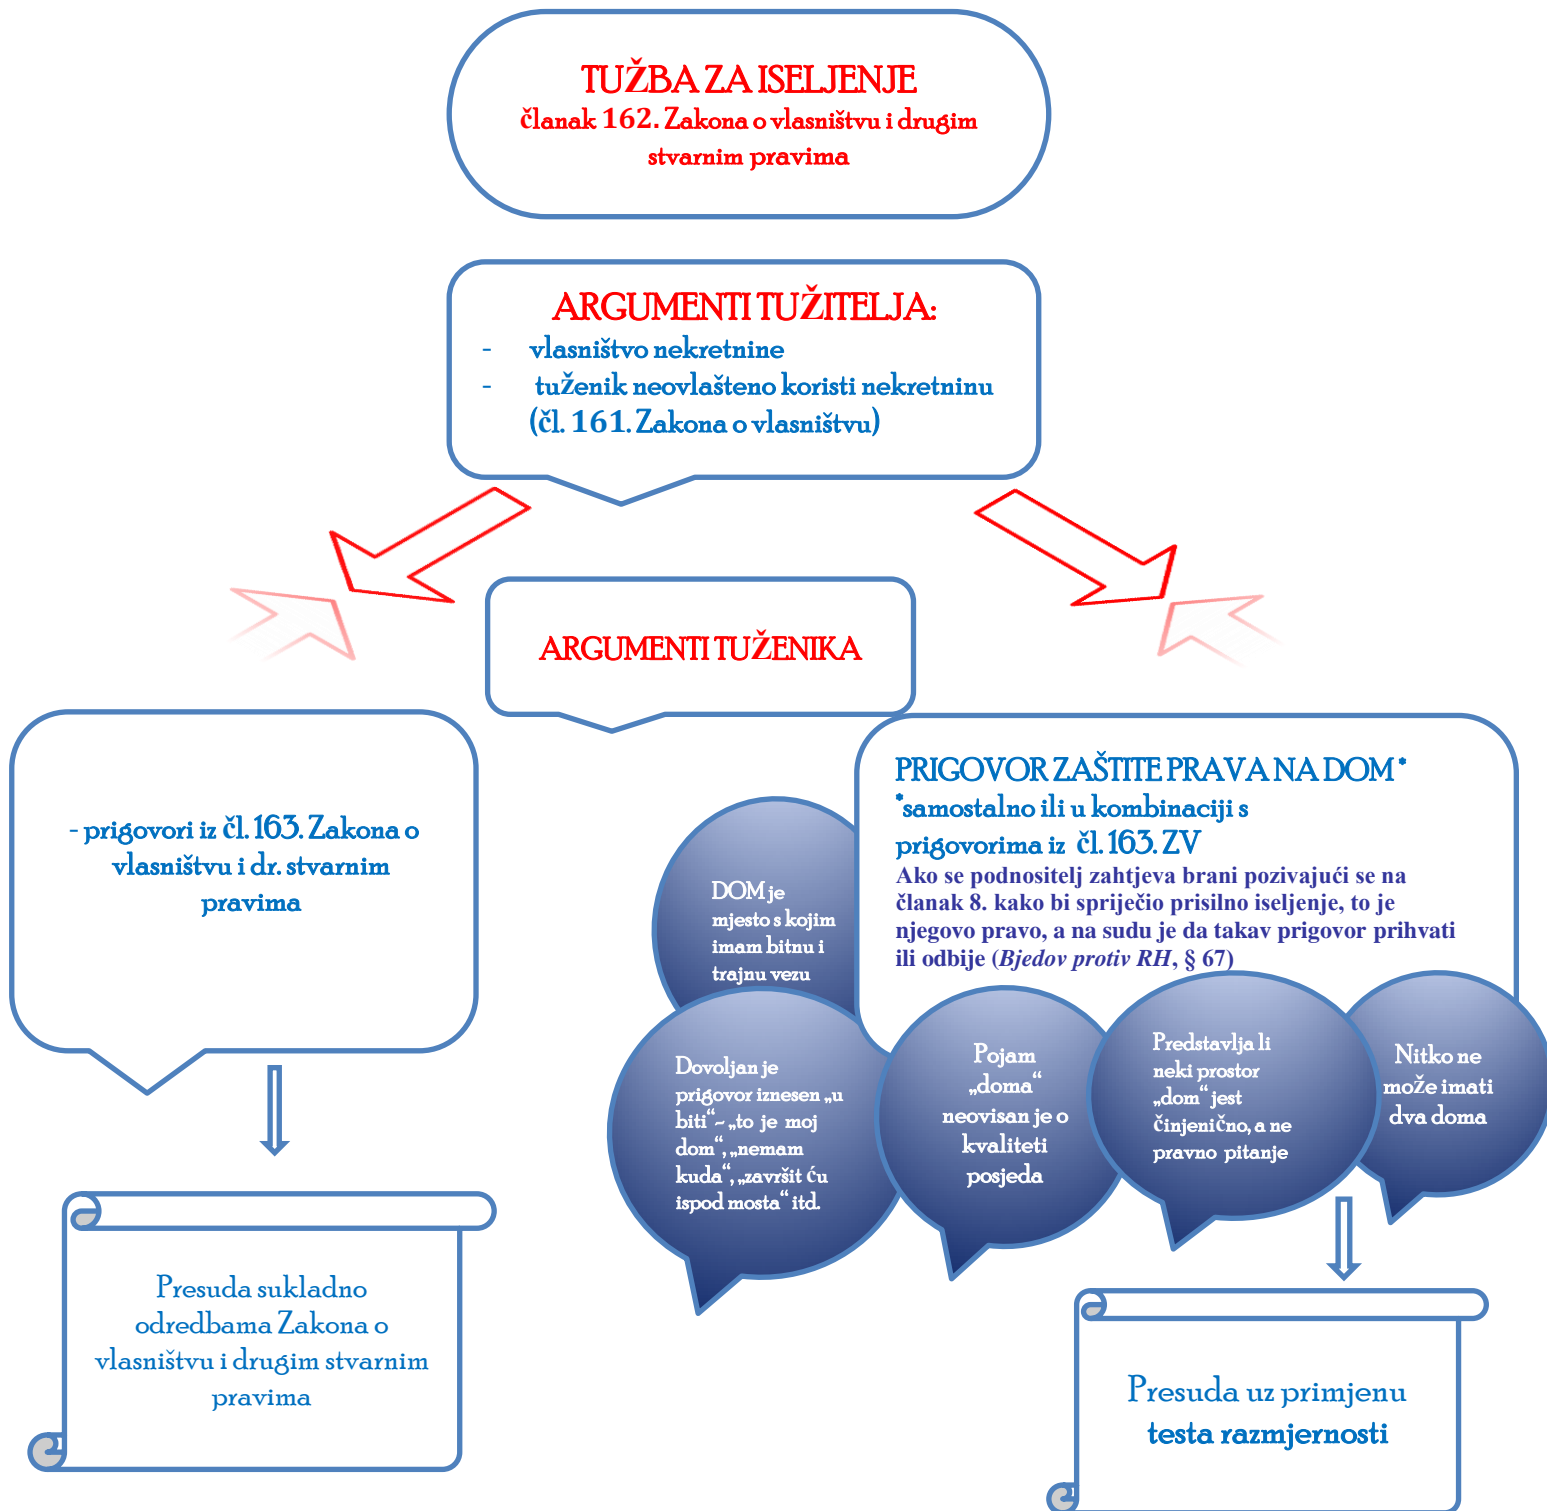 TUŽBA ZA ISELJENJE
članak 162. Zakona o vlasništvu i drugim
stvarnim pravima
ARGUMENTI TUŽITELJA:
- vlasništvo nekretnine
- tuženik neovlašteno koristi nekretninu
(čl. 161. Zakona o vlasništvu)
ARGUMENTI TUŽENIKA
- prigovori iz čl. 163. Zakona o
vlasništvu i dr. stvarnim
pravima
PRIGOVOR ZAŠTITE PRAVA NA DOM *
*samostalno ili u kombinaciji s
prigovorima iz čl. 163. ZV
Ako se podnositelj zahtjeva brani pozivajući se na
članak 8. kako bi spriječio prisilno iseljenje, to je
njegovo pravo, a na sudu je da takav prigovor prihvati
ili odbije (Bjedov protiv RH, § 67)
DOM je
mjesto s kojim
imam bitnu i
trajnu vezu
Dovoljan je
prigovor iznesen „u
biti“- „to je moj
dom“, „nemam
kuda“, „završit ću
ispod mosta“ itd.
Pojam
„doma“
neovisan je o
kvaliteti
posjeda
Predstavlja li
neki prostor
„dom“ jest
činjenično, a ne
pravno pitanje
Nitko ne
može imati
dva doma
Presuda sukladno
odredbama Zakona o
vlasništvu i drugim stvarnim
pravima
Presuda uz primjenu
testa razmjernosti